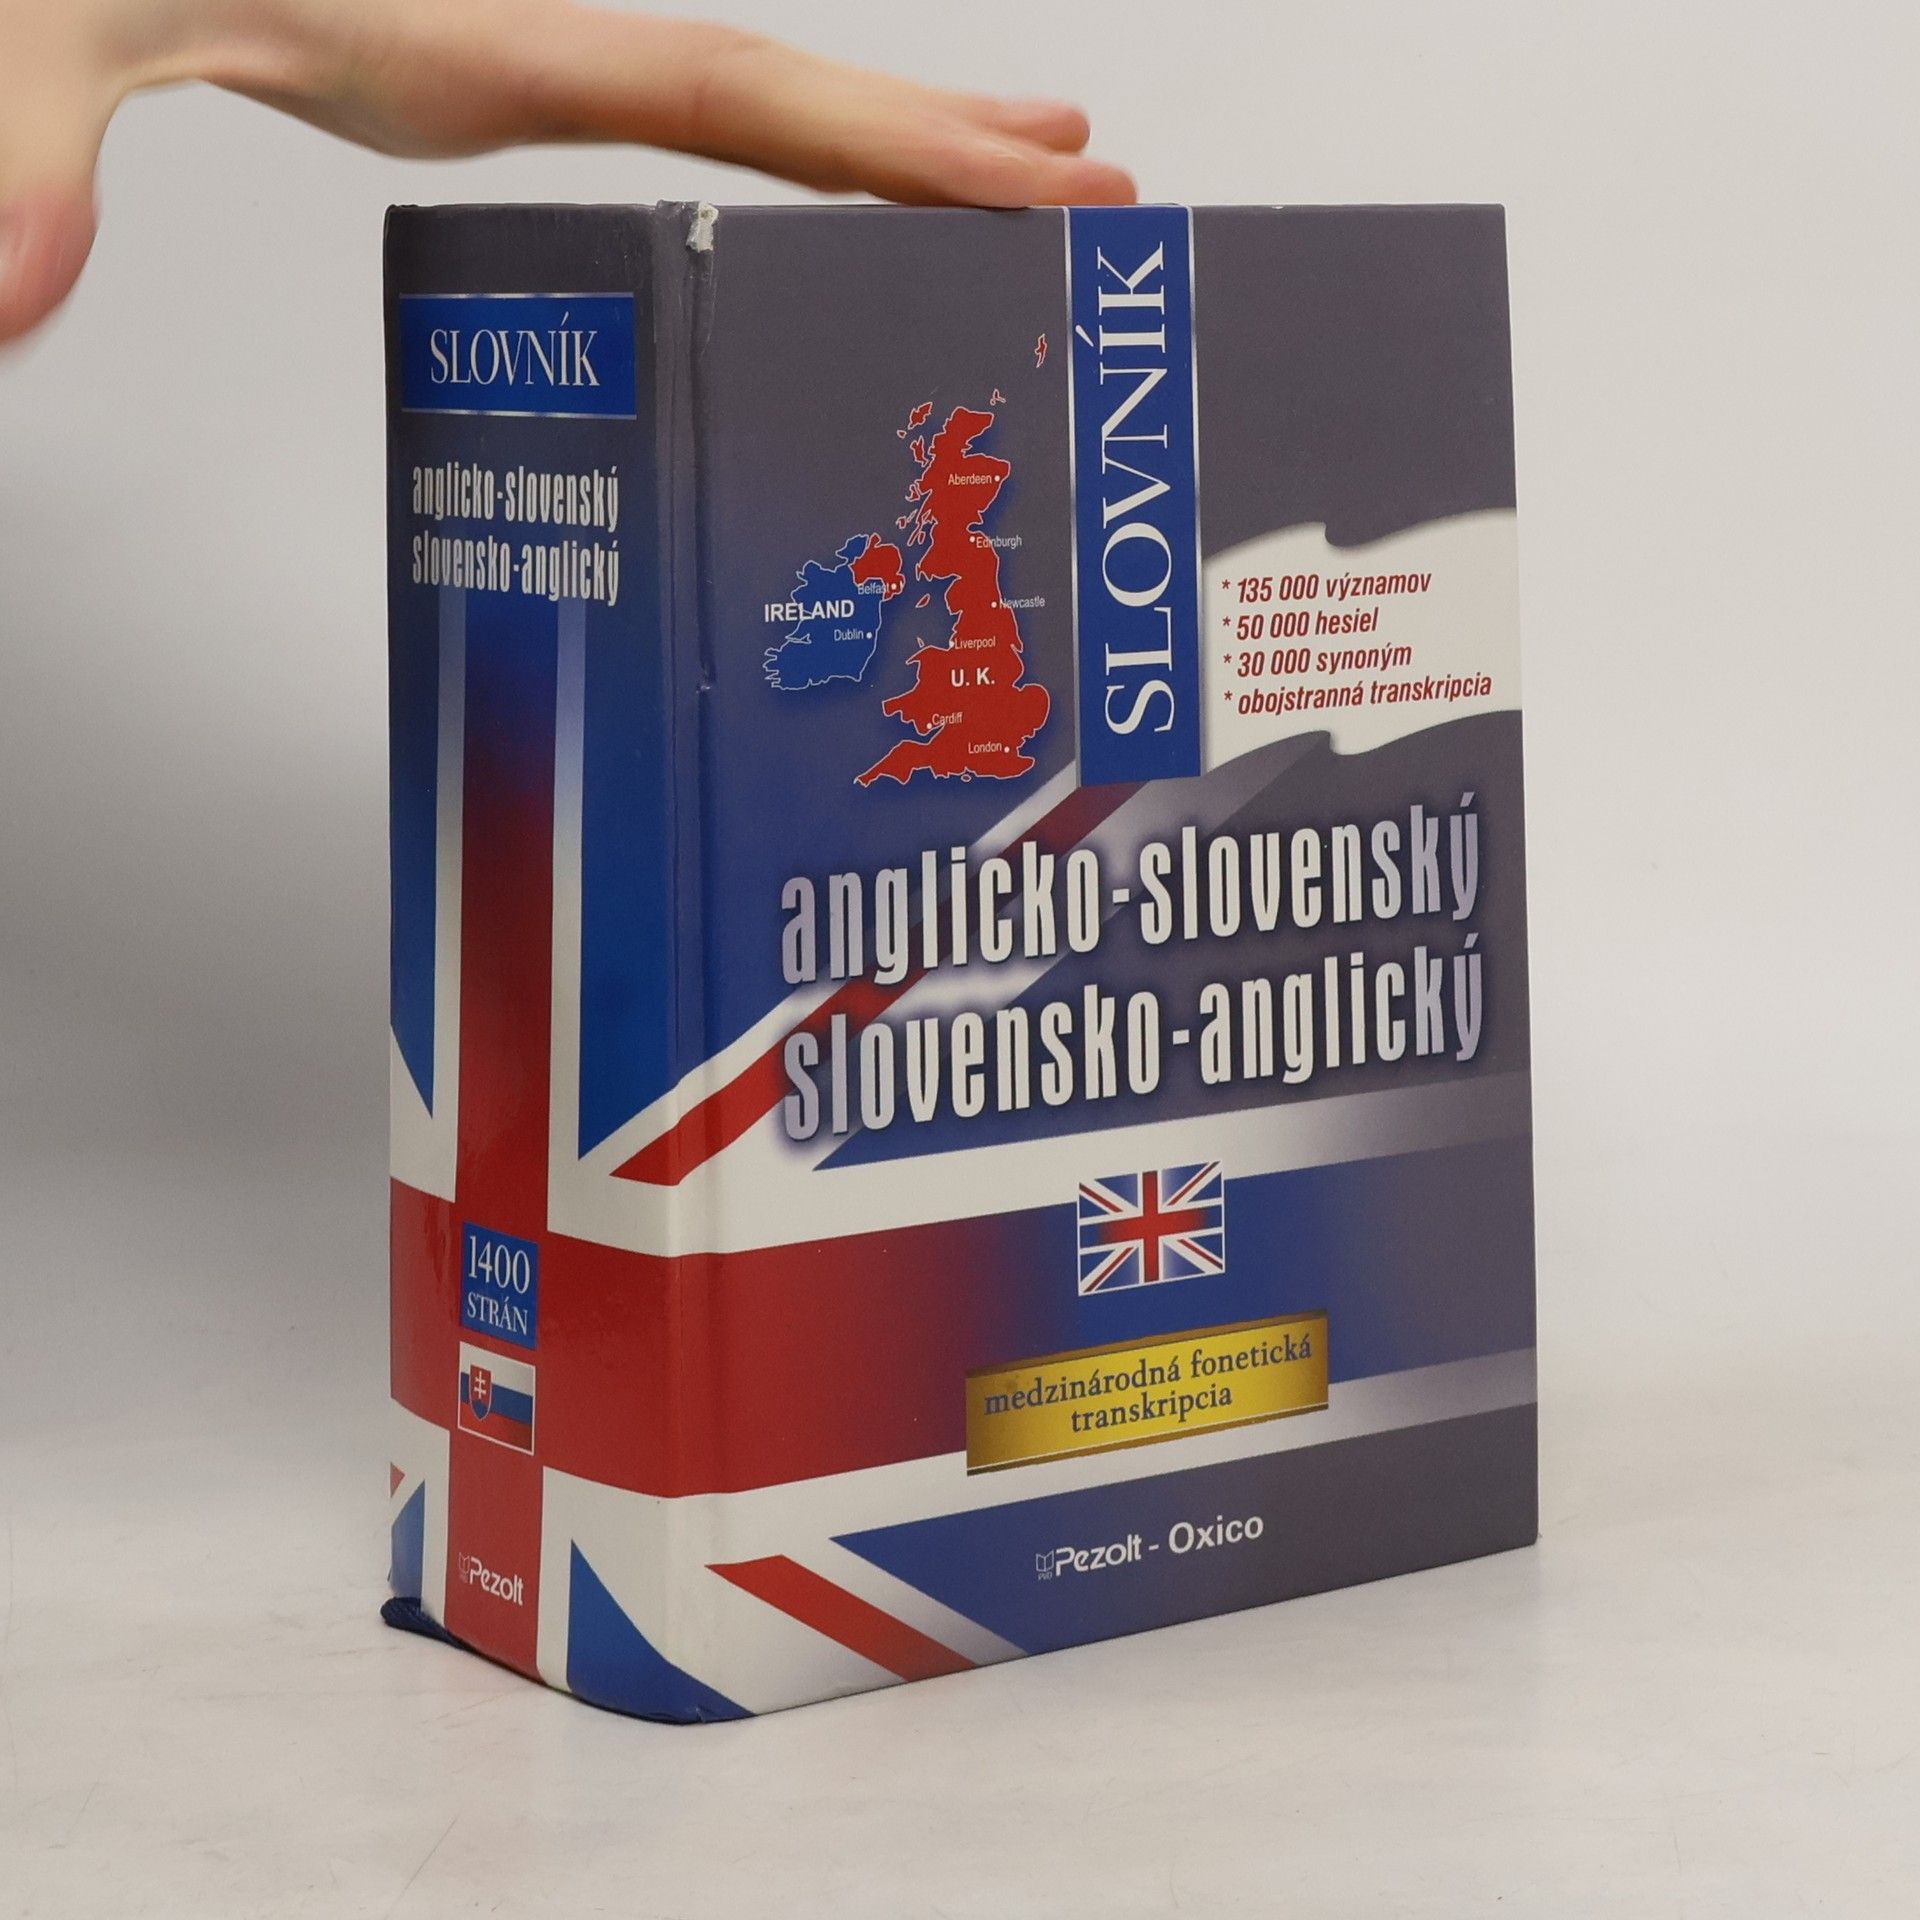 SLOVNÍK
anglicko-slovenský
slovensko-anglický
1400
STRÁN
Pezolt
SLOVNÍK
Aberdeen
Edinburgh
Belfast
Newcastle
IRELAND
Dublin
Liverpool
U. K.
Cardiff
London
* 135 000 významov
* 50 000 hesiel
* 30 000 synoným
* obojstranná transkripcia
anglicko-slovenský
slovensko-anglický
medzinárodná fonetická
transkripcia
PVD Pezolt - Oxico